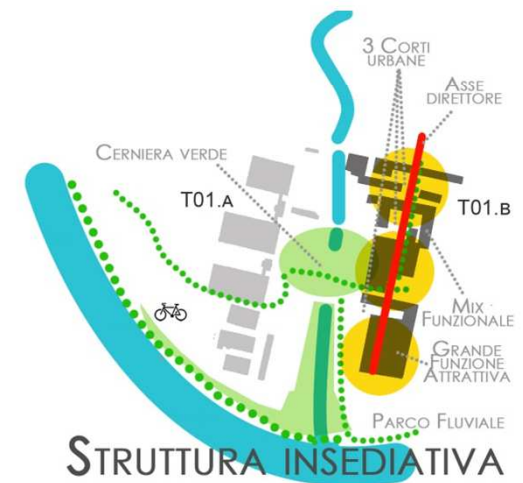 3 CORTI
URBANE
ASSE
DIRETTORE
CERNIERA VERDE
T01.A
T01.B
MIX
FUNZIONALE
GRANDE
FUNZIONE
ATTRATTIVA
PARCO FLUVIALE
STRUTTURA INSEDIATIVA